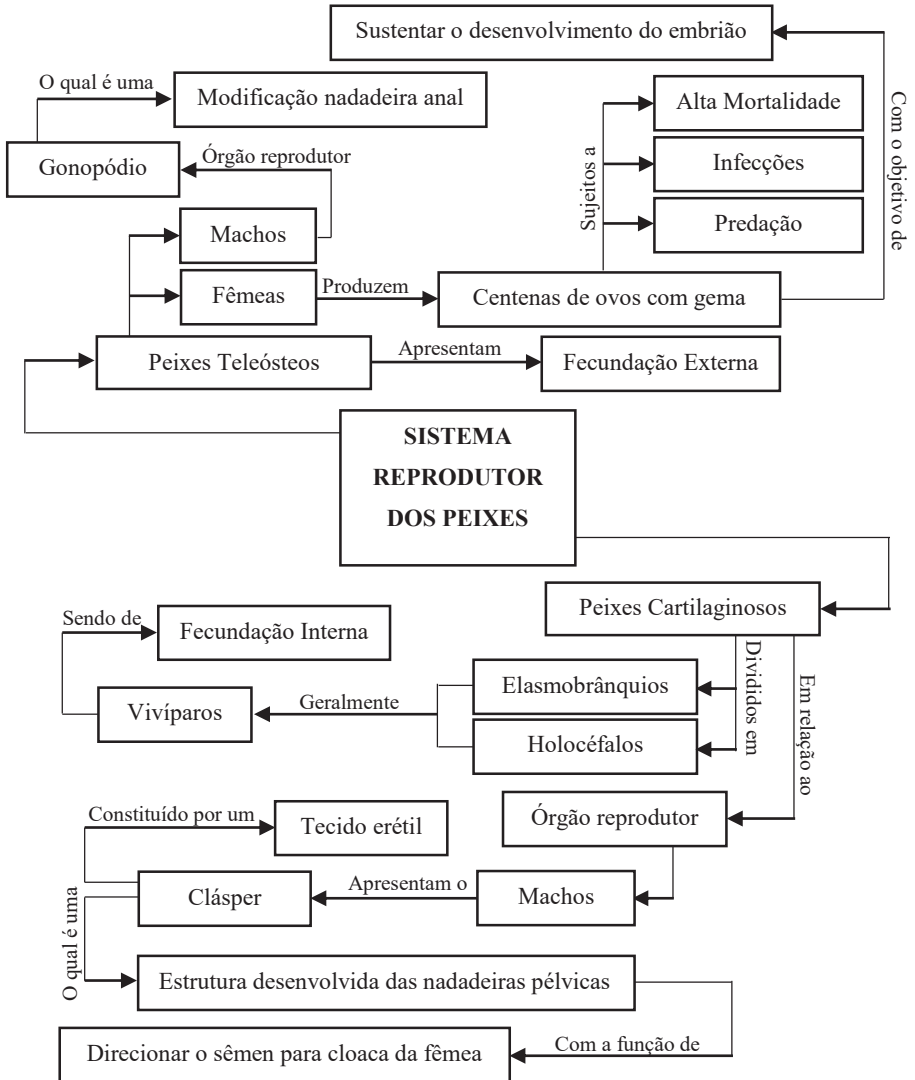 Sustentar o desenvolvimento do embrião
O qual é uma
Modificação nadadeira anal
Alta Mortalidade
Gonopódio
Órgão reprodutor
Infecções
Sujeitos a
Com o objetivo de
Predação
Machos
Fêmeas
Produzem
Centenas de ovos com gema
Peixes Teleósteos
Apresentam
Fecundação Externa
SISTEMA
REPRODUTOR
DOS PEIXES
Peixes Cartilaginosos
Sendo de
Fecundação Interna
Divididos em
Em relação ao
Elasmobrânquios
Vivíparos
Geralmente
Holocéfalos
Órgão reprodutor
Constituído por um
Tecido erétil
Clásper
Apresentam o
Machos
O qual é uma
Estrutura desenvolvida das nadadeiras pélvicas
Direcionar o sêmen para cloaca da fêmea
Com a função de